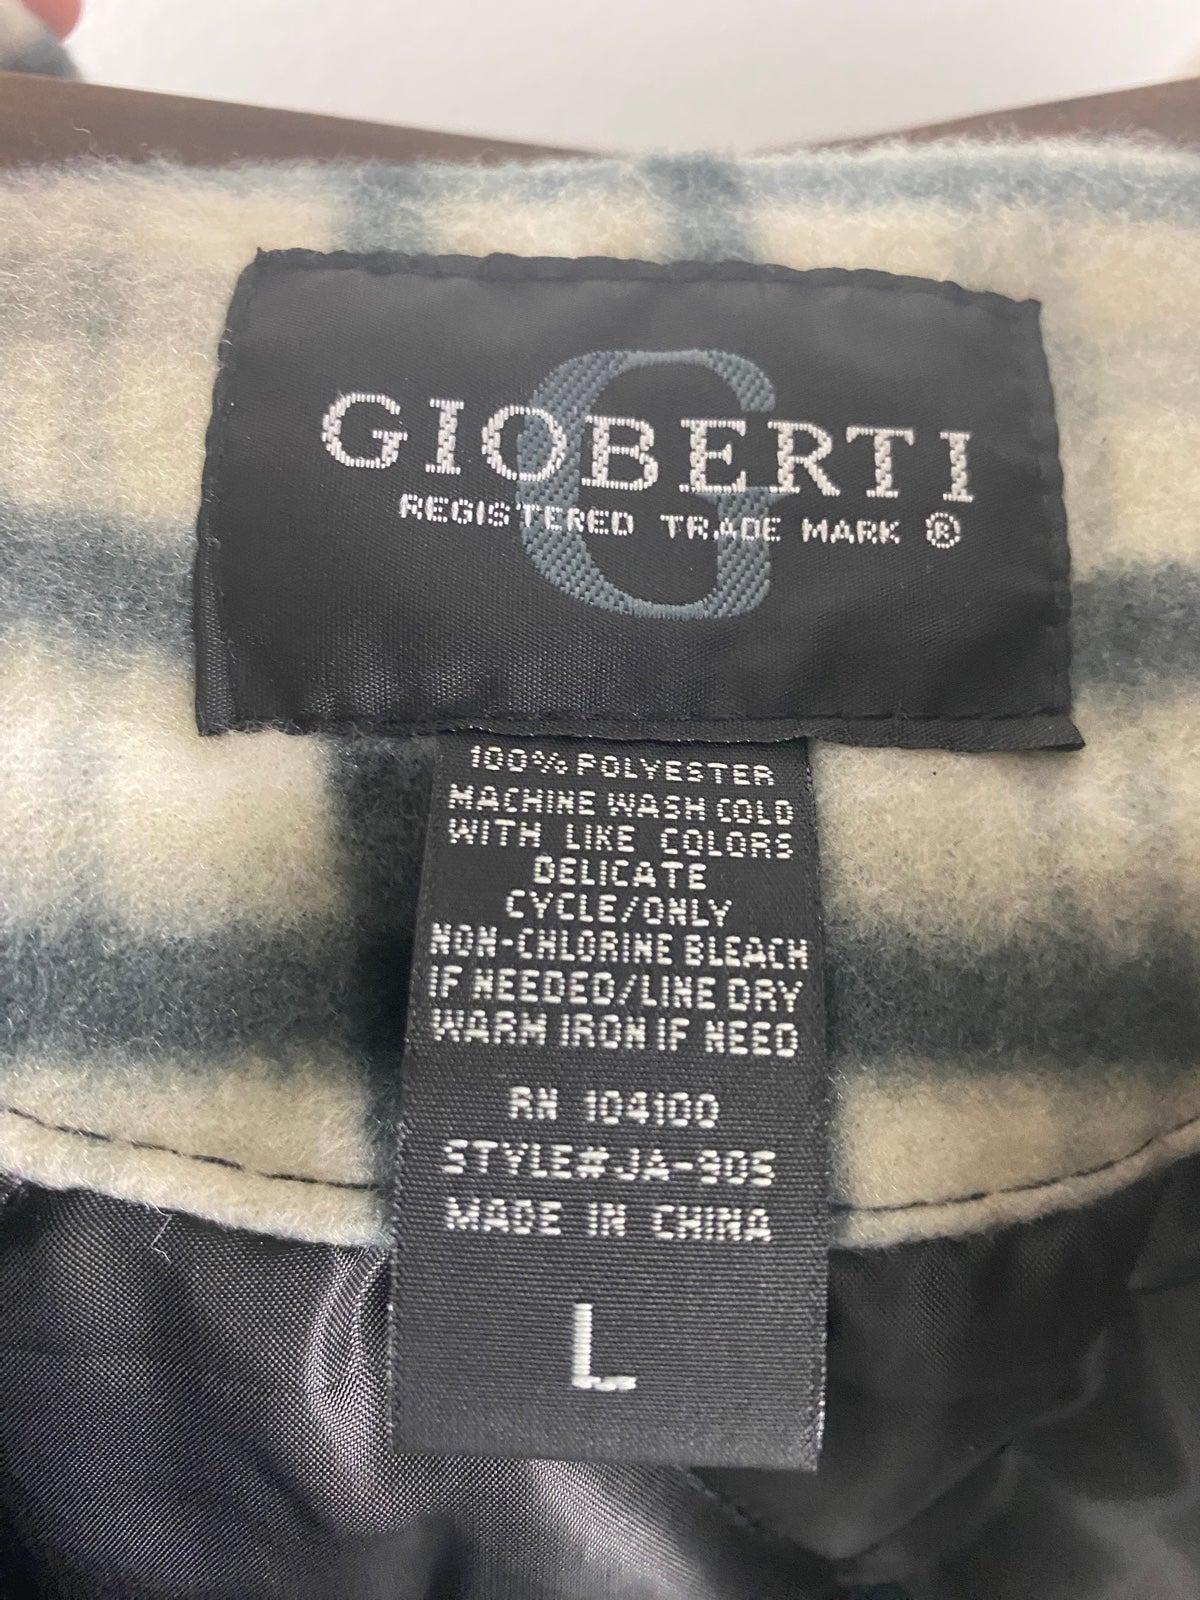 GIOBERTI
REGISTERED TRADE MARK ®
100% POLYESTER
MACHINE WASH COLD
WITH LIKE COLORS
DELICATE
CYCLE/ONLY
NON-CHLORINE BLEACH
IF NEEDED/LINE DRY
WARM IRON IF NEED
RN 104100
STYLE#JA-905
MADE IN CHINA
L